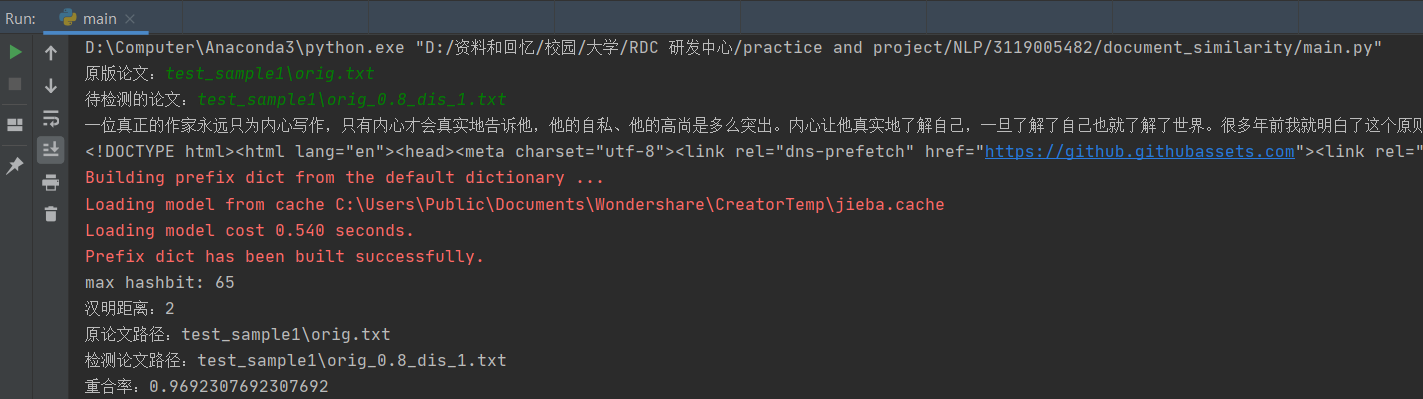 Run: main
D:\Computer\Anaconda3\python.exe "D:/资料和回忆/校园/大学/RDC 研发中心/practice and project/NLP/3119005482/document_similarity/main.py"
原版论文：test_sample1\orig.txt
待检测的论文：test_sample1\orig_0.8_dis_1.txt
一位真正的作家永远只为内心写作，只有内心才会真实地告诉他，他的自私、他的高尚是多么突出。内心让他真实地了解自己，一旦了解了自己也就了解了世界。很多年前我就明白了这个原则
<!DOCTYPE html><html lang="en"><head><meta charset="utf-8"><link rel="dns-prefetch" href="https://github.githubassets.com"><link rel="
Building prefix dict from the default dictionary ...
Loading model from cache C:\Users\Public\Documents\Wondershare\CreatorTemp\jieba.cache
Loading model cost 0.540 seconds.
Prefix dict has been built successfully.
max hashbit: 65
汉明距离：2
原论文路径：test_sample1\orig.txt
检测论文路径：test_sample1\orig_0.8_dis_1.txt
重合率：0.9692307692307692